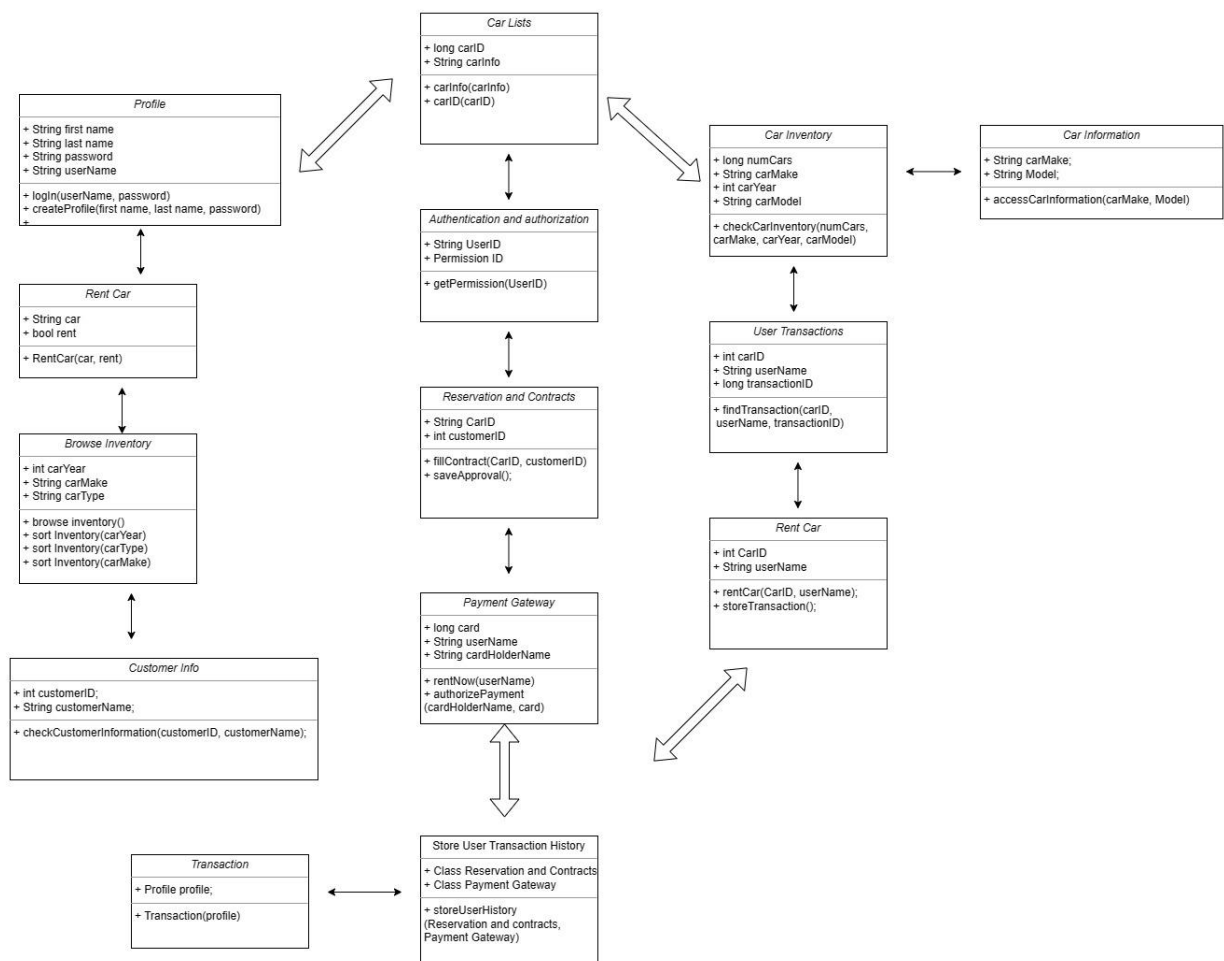 Car Lists
+ long carID
+ String carInfo
+ carInfo(carInfo)
+ carID(carID)
Profile
+ String first name
+ String last name
+ String password
+ String userName
+ logIn(userName, password)
+ createProfile(first name, last name, password)
+
Car Inventory
+ long numCars
+ String carMake
+ int carYear
+ String carModel
+ checkCarInventory(numCars,
carMake, carYear, carModel)
Car Information
+ String carMake;
+ String Model;
+ accessCarInformation(carMake, Model)
Authentication and authorization
+ String UserID
+ Permission ID
+ getPermission(UserID)
Rent Car
+ String car
+ bool rent
+ RentCar(car, rent)
User Transactions
+ int carID
+ String userName
+ long transactionID
+ findTransaction(carID,
userName, transactionID)
Reservation and Contracts
+ String CarID
+ int customerID
+ fillContract(CarID, customerID)
+ saveApproval();
Browse Inventory
+ int carYear
+ String carMake
+ String carType
+ browse inventory()
+ sort Inventory(carYear)
+ sort Inventory(carType)
+ sort Inventory(carMake)
Rent Car
+ int CarID
+ String userName
+ rentCar(CarID, userName);
+ storeTransaction();
Payment Gateway
+ long card
+ String userName
+ String cardHolderName
+ rentNow(userName)
+ authorizePayment
(cardHolderName, card)
Customer Info
+ int customerID;
+ String customerName;
+ checkCustomerInformation(customerID, customerName);
Store User Transaction History
+ Class Reservation and Contracts
+ Class Payment Gateway
+ storeUserHistory
(Reservation and contracts,
Payment Gateway)
Transaction
+ Profile profile;
+ Transaction(profile)